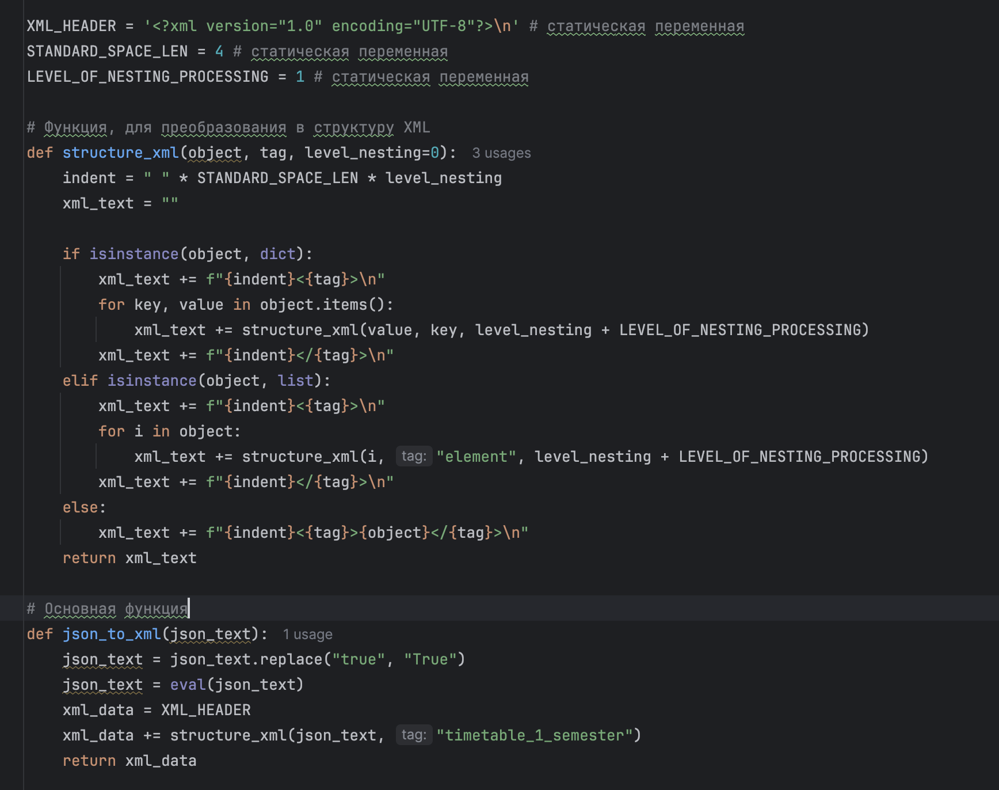 XML_HEADER = '<?xml version="1.0" encoding="UTF-8"?>\n' # статическая переменная
STANDARD_SPACE_LEN = 4 # статическая переменная
LEVEL_OF_NESTING_PROCESSING = 1 # статическая переменная

# Функция, для преобразования в структуру XML
def structure_xml(object, tag, level_nesting=0): 3 usages
    indent = " " * STANDARD_SPACE_LEN * level_nesting
    xml_text = ""

    if isinstance(object, dict):
        xml_text += f"{indent}<{tag}>\n"
        for key, value in object.items():
            xml_text += structure_xml(value, key, level_nesting + LEVEL_OF_NESTING_PROCESSING)
        xml_text += f"{indent}</{tag}>\n"
    elif isinstance(object, list):
        xml_text += f"{indent}<{tag}>\n"
        for i in object:
            xml_text += structure_xml(i, tag: "element", level_nesting + LEVEL_OF_NESTING_PROCESSING)
        xml_text += f"{indent}</{tag}>\n"
    else:
        xml_text += f"{indent}<{tag}>{object}</{tag}>\n"
    return xml_text

# Основная функция
def json_to_xml(json_text): 1 usage
    json_text = json_text.replace("true", "True")
    json_text = eval(json_text)
    xml_data = XML_HEADER
    xml_data += structure_xml(json_text, tag: "timetable_1_semester")
    return xml_data